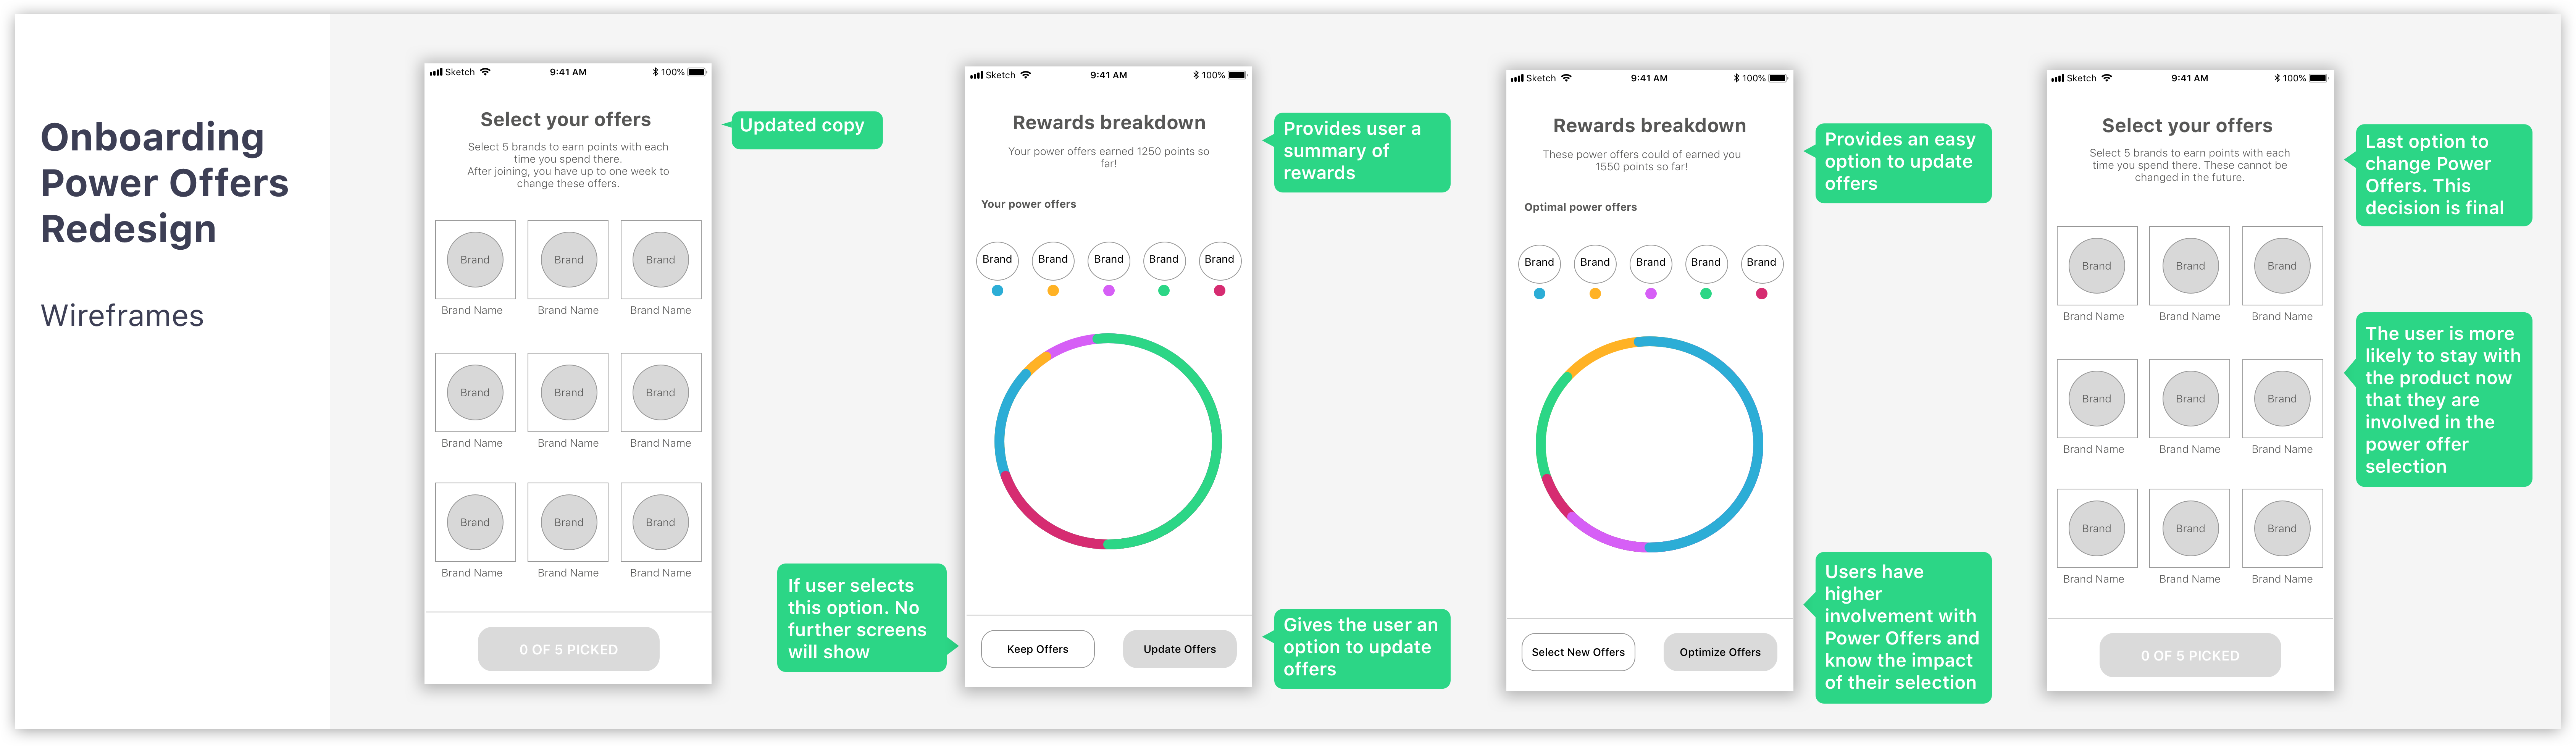 Onboarding
Power Offers
Redesign
Wireframes
Sketch 9:41 AM 100%
Select your offers
Select 5 brands to earn points with each
time you spend there.
After joining, you have up to one week to
change these offers.
Brand Brand Brand
Brand Name Brand Name Brand Name
Brand Brand Brand
Brand Name Brand Name Brand Name
Brand Brand Brand
Brand Name Brand Name Brand Name
0 OF 5 PICKED
Updated copy
If user selects
this option. No
further screens
will show
Sketch 9:41 AM 100%
Rewards breakdown
Your power offers earned 1250 points so
far!
Your power offers
Brand Brand Brand Brand Brand
Keep Offers Update Offers
Provides user a
summary of
rewards
Gives the user an
option to update
offers
Sketch 9:41 AM 100%
Rewards breakdown
These power offers could of earned you
1550 points so far!
Optimal power offers
Brand Brand Brand Brand Brand
Select New Offers Optimize Offers
Provides an easy
option to update
offers
Users have
higher
involvement with
Power Offers and
know the impact
of their selection
Sketch 9:41 AM 100%
Select your offers
Select 5 brands to earn points with each
time you spend there. These cannot be
changed in the future.
Brand Brand Brand
Brand Name Brand Name Brand Name
Brand Brand Brand
Brand Name Brand Name Brand Name
Brand Brand Brand
Brand Name Brand Name Brand Name
0 OF 5 PICKED
Last option to
change Power
Offers. This
decision is final
The user is more
likely to stay with
the product now
that they are
involved in the
power offer
selection